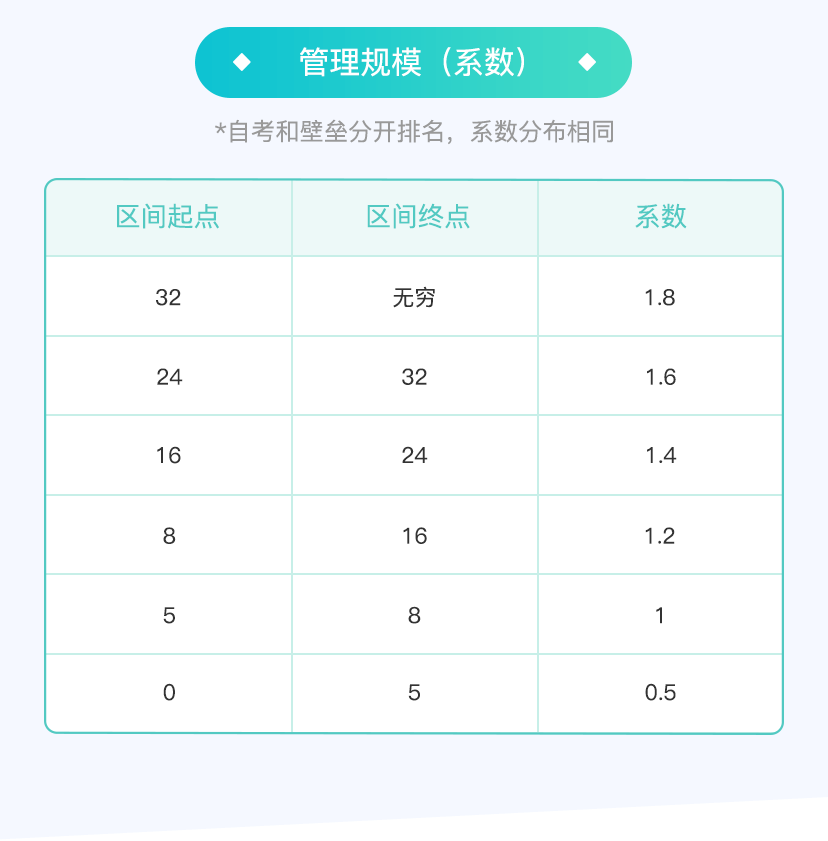 管理规模（系数）
*自考和壁垒分开排名，系数分布相同
区间起点 区间终点 系数
32 无穷 1.8
24 32 1.6
16 24 1.4
8 16 1.2
5 8 1
0 5 0.5